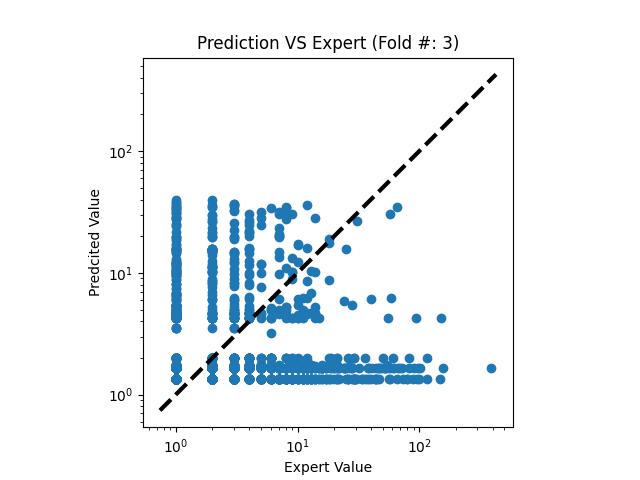 Prediction VS Expert (Fold #: 3)
Predcited Value
10²
10¹
10⁰
10⁰ 10¹ 10²
Expert Value